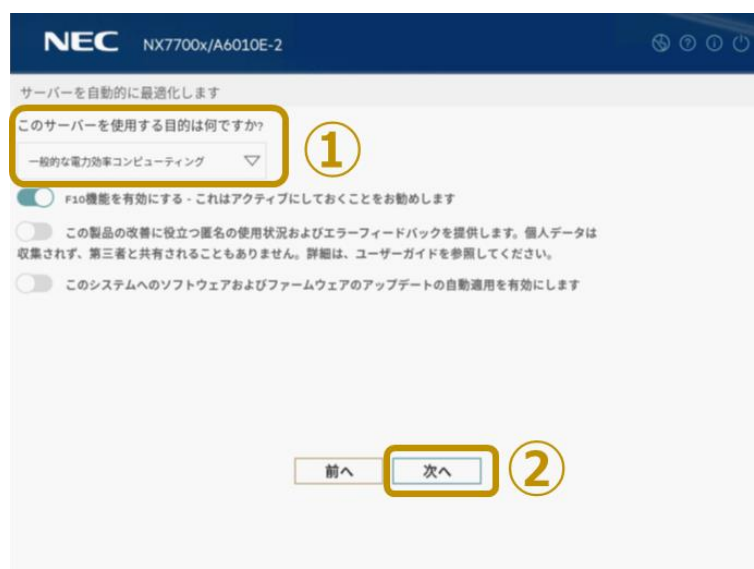 NEC NX7700x/A6010E-2
サーバーを自動的に最適化します
このサーバーを使用する目的は何ですか?
①
一般的な電力効率コンピューティング
F10機能を有効にする - これはアクティブにしておくことをお勧めします
この製品の改善に役立つ匿名の使用状況およびエラーフィードバックを提供します。個人データは
収集されず、第三者と共有されることもありません。詳細は、ユーザーガイドを参照してください。
このシステムへのソフトウェアおよびファームウェアのアップデートの自動適用を有効にします
前へ 次へ ②